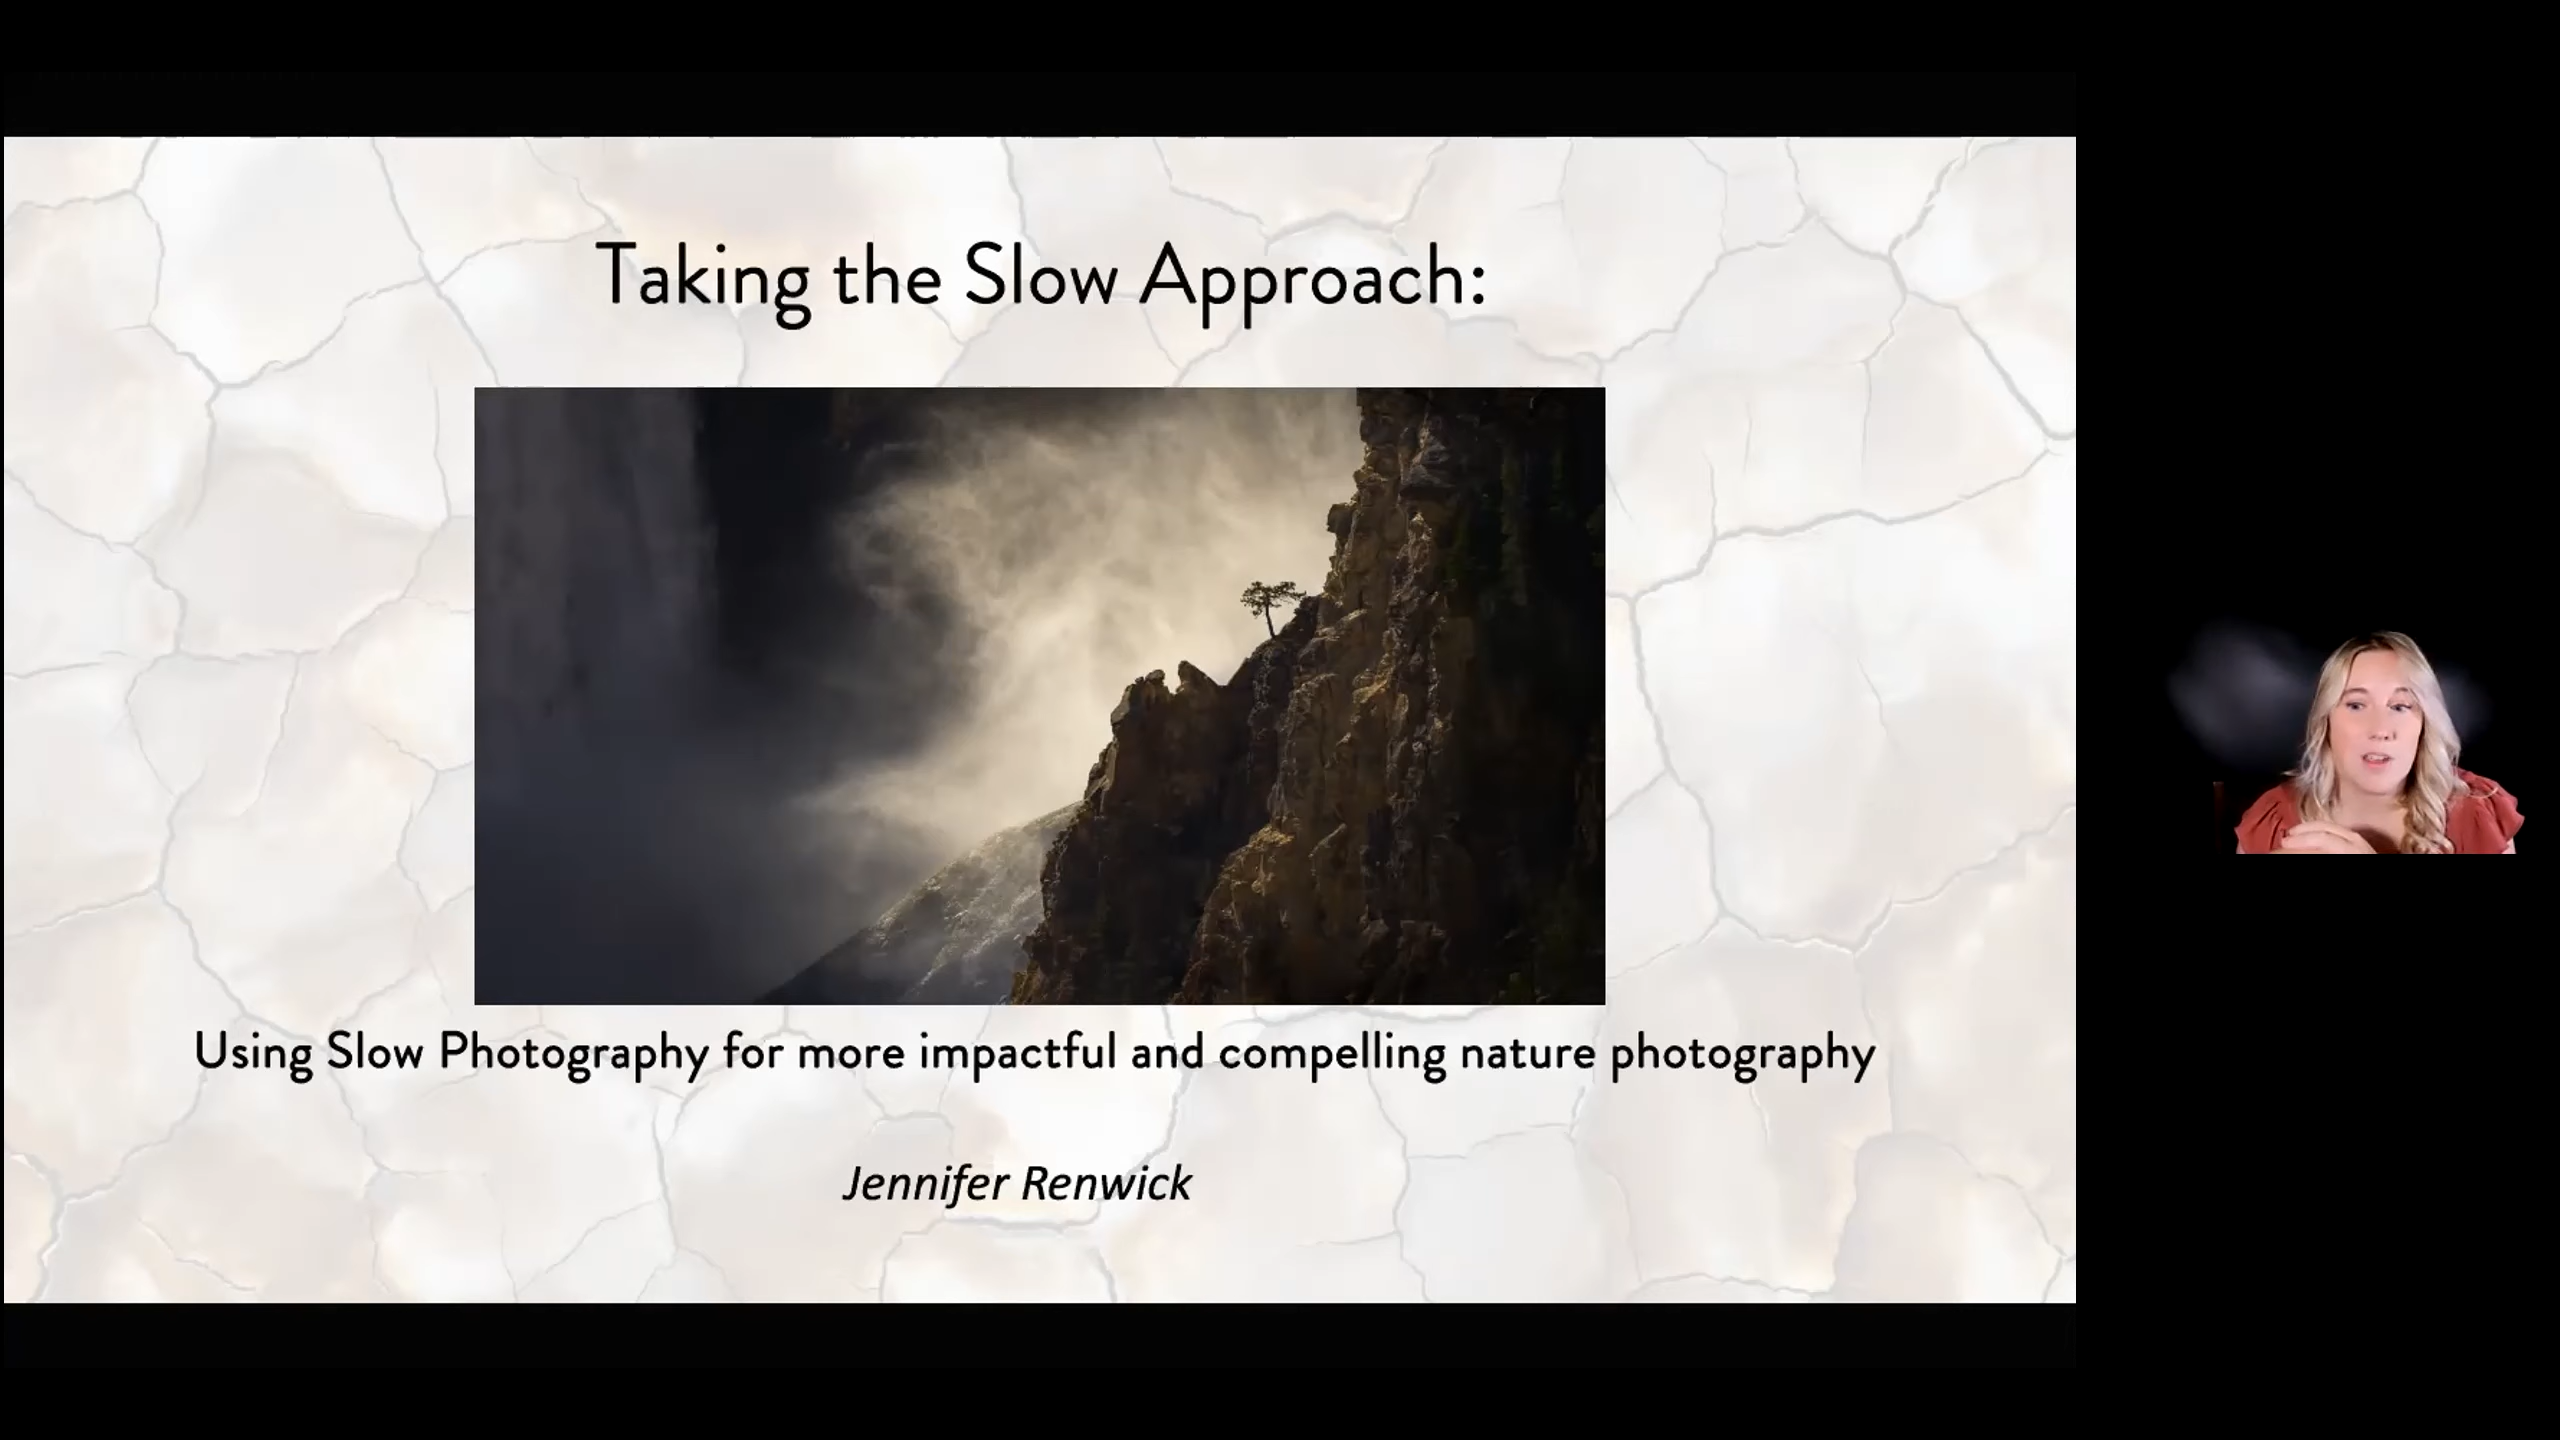 Taking the Slow Approach:
Using Slow Photography for more impactful and compelling nature photography
Jennifer Renwick